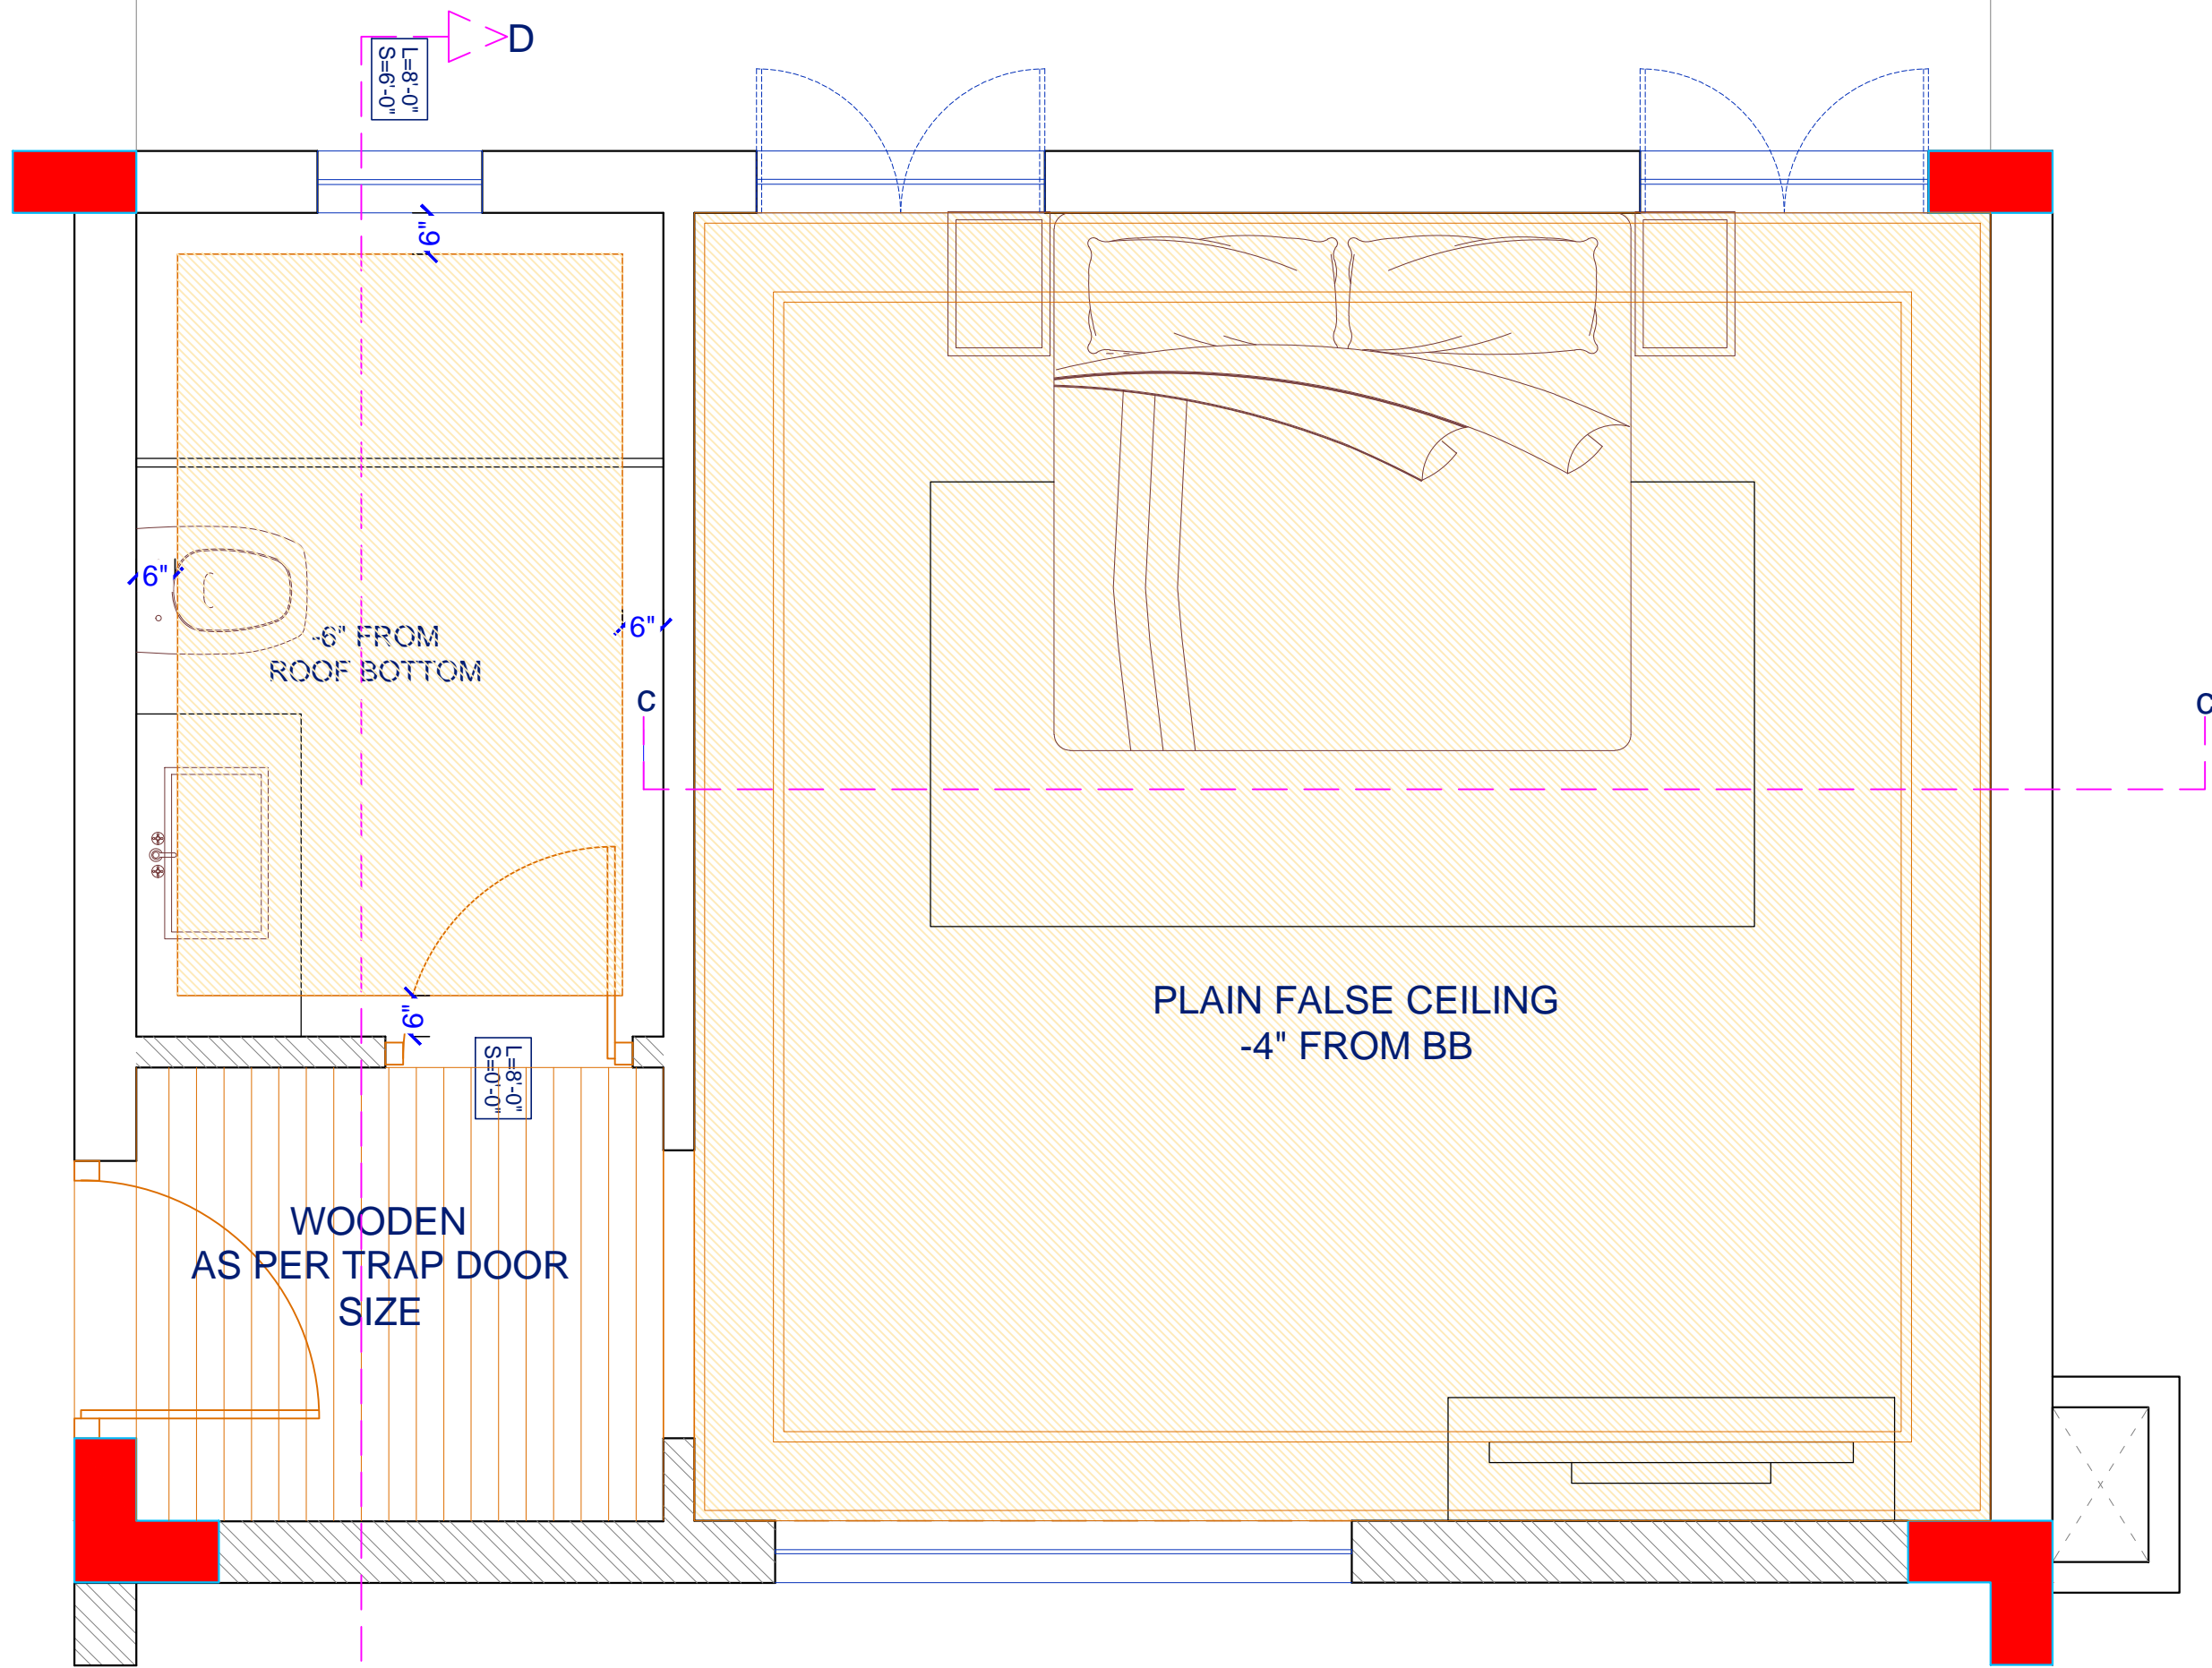 D
L=8'-0"
S=6'-0"
6"
6"
-6" FROM
ROOF BOTTOM
6"
C
C
PLAIN FALSE CEILING
-4" FROM BB
6"
L=8'-0"
S=0'-0"
WOODEN
AS PER TRAP DOOR
SIZE